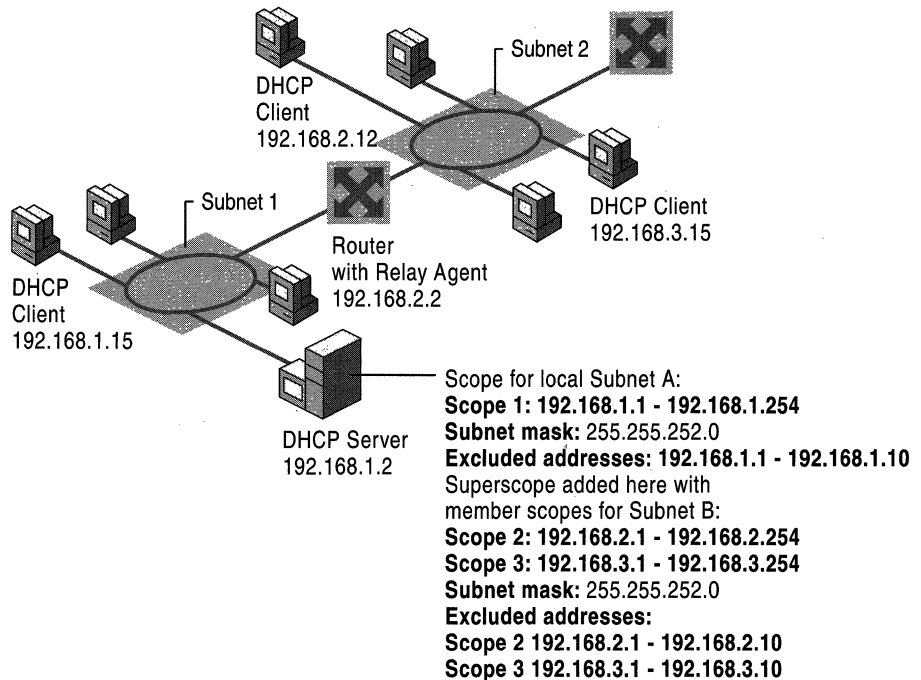 Subnet 2
DHCP
Client
192.168.2.12
Subnet 1
DHCP Client
192.168.3.15
Router
with Relay Agent
192.168.2.2
DHCP
Client
192.168.1.15
DHCP Server
192.168.1.2
Scope for local Subnet A:
Scope 1: 192.168.1.1 - 192.168.1.254
Subnet mask: 255.255.252.0
Excluded addresses: 192.168.1.1 - 192.168.1.10
Superscope added here with
member scopes for Subnet B:
Scope 2: 192.168.2.1 - 192.168.2.254
Scope 3: 192.168.3.1 - 192.168.3.254
Subnet mask: 255.255.252.0
Excluded addresses:
Scope 2 192.168.2.1 - 192.168.2.10
Scope 3 192.168.3.1 - 192.168.3.10